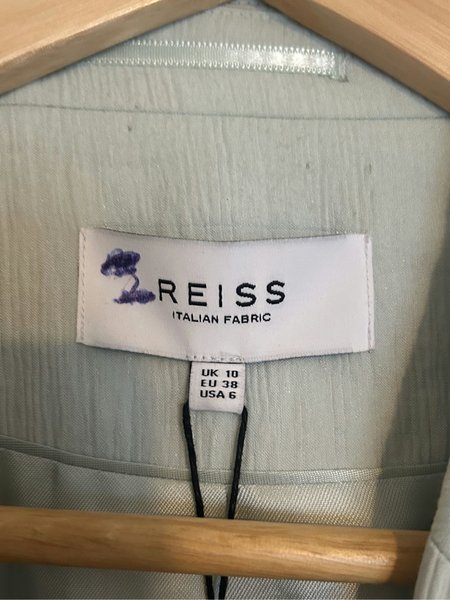 REISS
ITALIAN FABRIC
UK 10
EU 38
USA 6